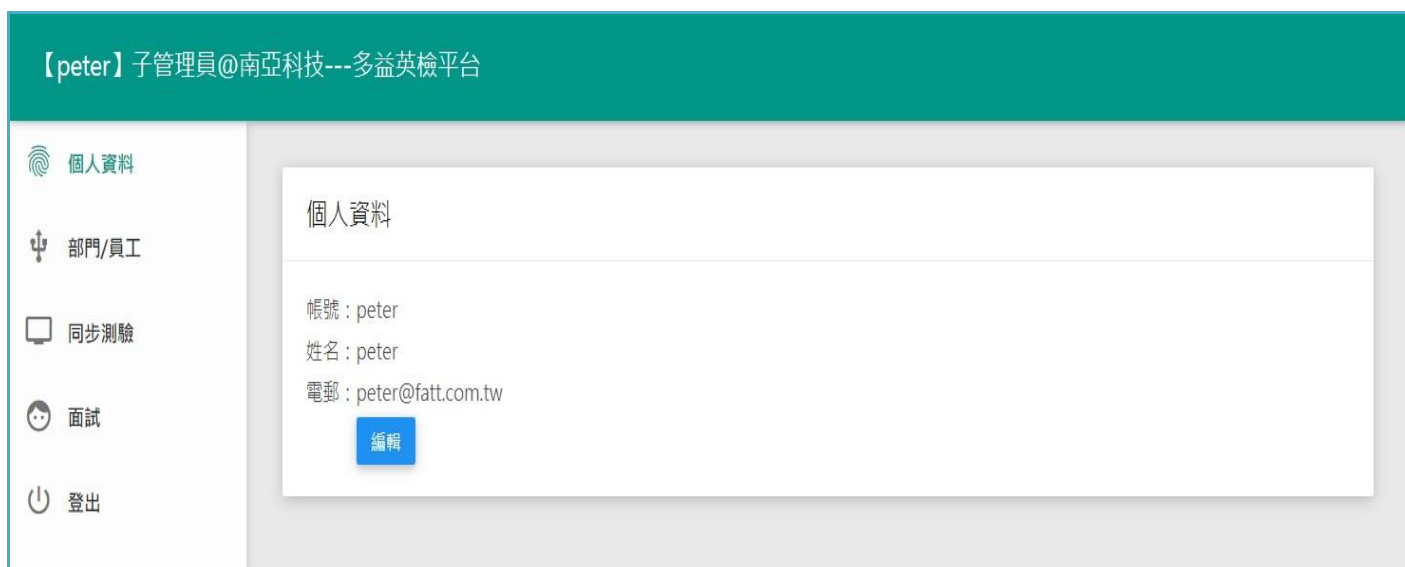 【peter】子管理員@南亞科技---多益英檢平台
個人資料
部門/員工
同步測驗
面試
登出
個人資料
帳號：peter
姓名：peter
電郵：peter@fatt.com.tw
編輯